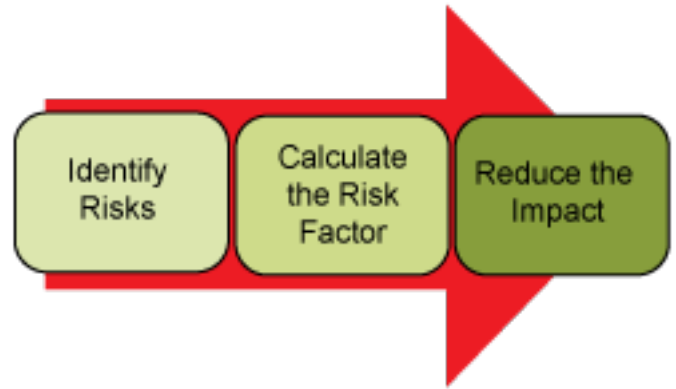 Identify
Risks
Calculate
the Risk
Factor
Reduce the
Impact